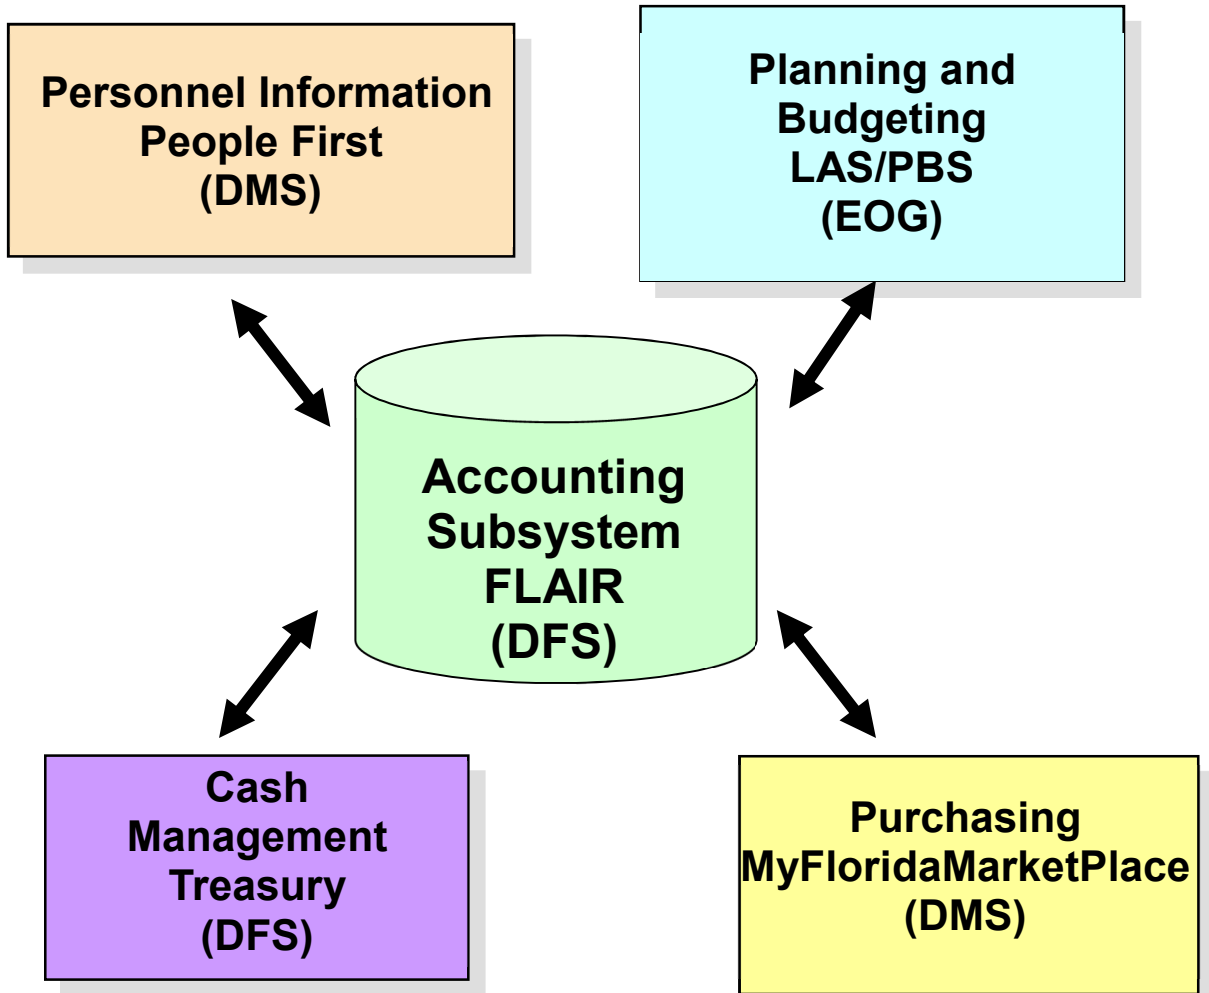 Personnel Information
People First
(DMS)
Planning and
Budgeting
LAS/PBS
(EOG)
Accounting
Subsystem
FLAIR
(DFS)
Cash
Management
Treasury
(DFS)
Purchasing
MyFloridaMarketPlace
(DMS)